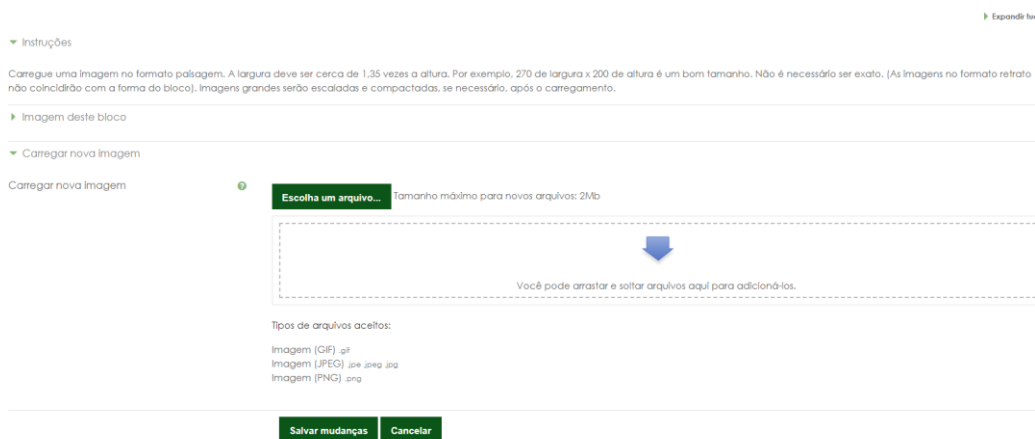 Expandir tu
Instruções
Carregue uma imagem no formato paisagem. A largura deve ser cerca de 1,35 vezes a altura. Por exemplo, 270 de largura x 200 de altura é um bom tamanho. Não é necessário ser exato. (As imagens no formato retrato
não coincidirão com a forma do bloco). Imagens grandes serão escaladas e compactadas, se necessário, após o carregamento.
Imagem deste bloco
Carregar nova imagem
Carregar nova imagem
Escolha um arquivo... Tamanho máximo para novos arquivos: 2Mb
Você pode arrastar e soltar arquivos aqui para adicioná-los.
Tipos de arquivos aceitos:
Imagem (GIF) .gif
Imagem (JPEG) .jpe .jpeg .jpg
Imagem (PNG) .png
Salvar mudanças Cancelar